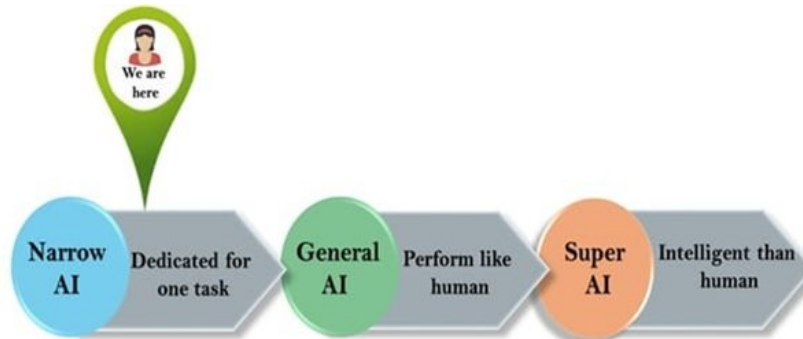 We are
here
Narrow
AI
Dedicated for
one task
General
AI
Perform like
human
Super
AI
Intelligent than
human